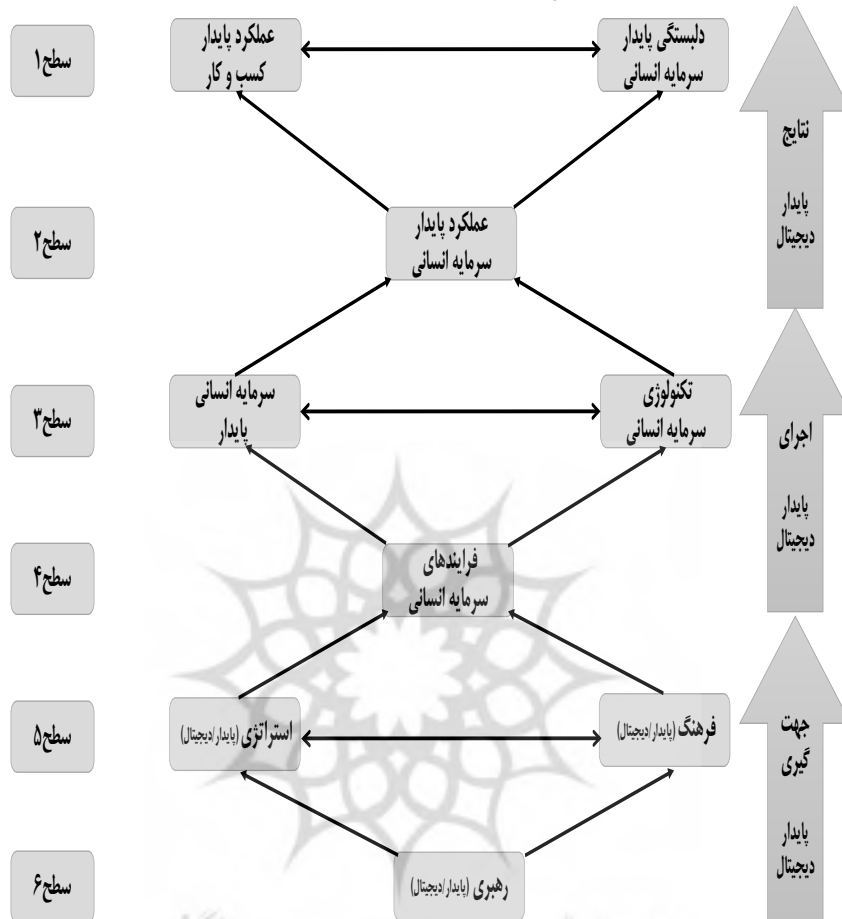 سطح۱
عملکرد پایدار
کسب و کار
دلبستگی پایدار
سرمایه انسانی
نتایج
پایدار
دیجیتال
سطح۲
عملکرد پایدار
سرمایه انسانی
سطح۳
سرمایه انسانی
پایدار
تکنولوژی
سرمایه انسانی
اجرای
پایدار
دیجیتال
سطح۴
فرایندهای
سرمایه انسانی
سطح۵
استراتژی (پایدار/دیجیتال)
فرهنگ (پایدار/دیجیتال)
جهت
گیری
پایدار
دیجیتال
سطح۶
رهبری (پایدار/دیجیتال)